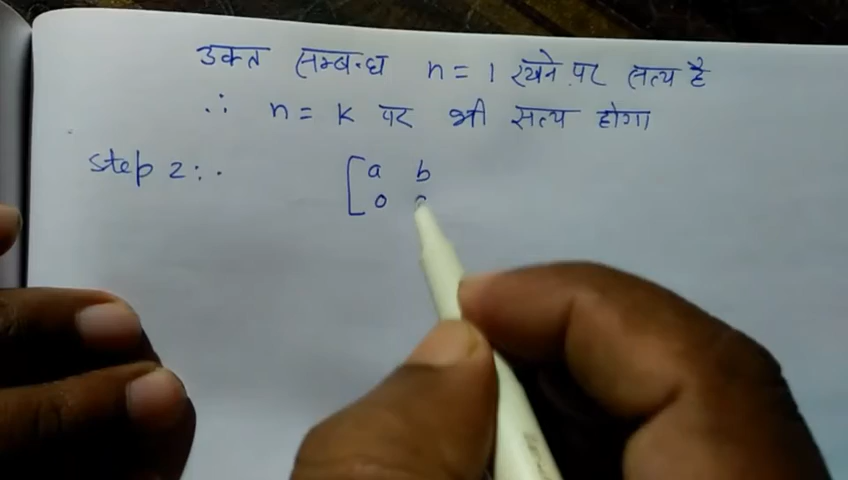 उक्त सम्बन्ध n = 1 रखने पर सत्य है
∴ n = K पर भी सत्य होगा
Step 2:. [a b
0